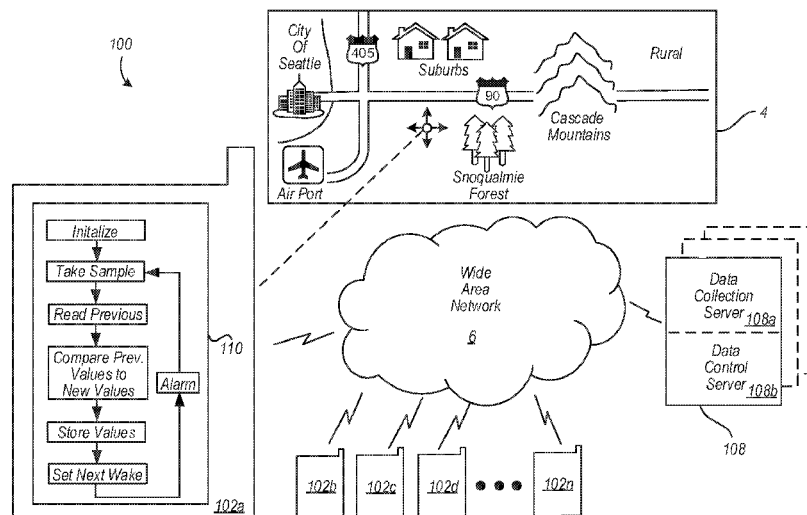 100
City
Of
Seattle
405
Suburbs
Rural
90
Cascade
Mountains
Air Port
Snoqualmie
Forest
4
Initalize
Take Sample
Read Previous
Compare Prev.
Values to
New Values
Alarm
Store Values
Set Next Wake
110
102a
Wide
Area
Network
6
Data
Collection
Server
108a
Data
Control
Server
108b
108
102b
102c
102d
102n